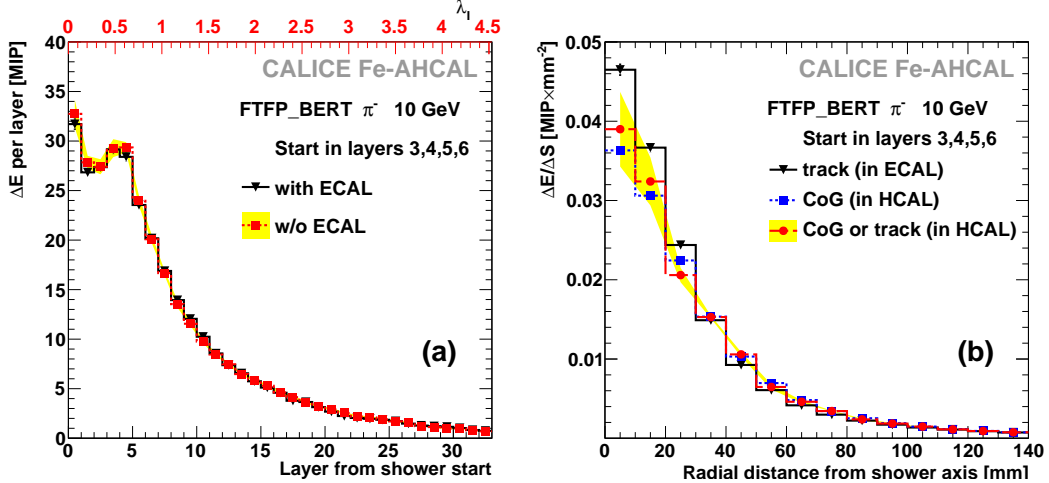 λI
0 0.5 1 1.5 2 2.5 3 3.5 4 4.5
ΔE per layer [MIP]
40
35
30
25
20
15
10
5
0
CALICE Fe-AHCAL
FTFP_BERT π- 10 GeV
Start in layers 3,4,5,6
with ECAL
w/o ECAL
(a)
0 5 10 15 20 25 30
Layer from shower start
ΔE/ΔS [MIP×mm-2]
0.05
0.04
0.03
0.02
0.01
CALICE Fe-AHCAL
FTFP_BERT π- 10 GeV
Start in layers 3,4,5,6
track (in ECAL)
CoG (in HCAL)
CoG or track (in HCAL)
(b)
0 20 40 60 80 100 120 140
Radial distance from shower axis [mm]